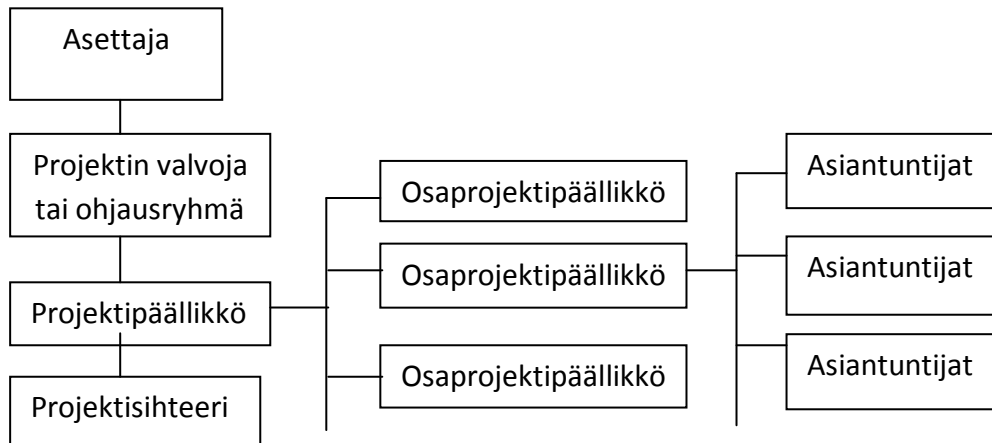 Asettaja
Projektin valvoja
tai ohjausryhmä
Projektipäällikkö
Projektisihteeri
Osaprojektipäällikkö
Osaprojektipäällikkö
Osaprojektipäällikkö
Asiantuntijat
Asiantuntijat
Asiantuntijat